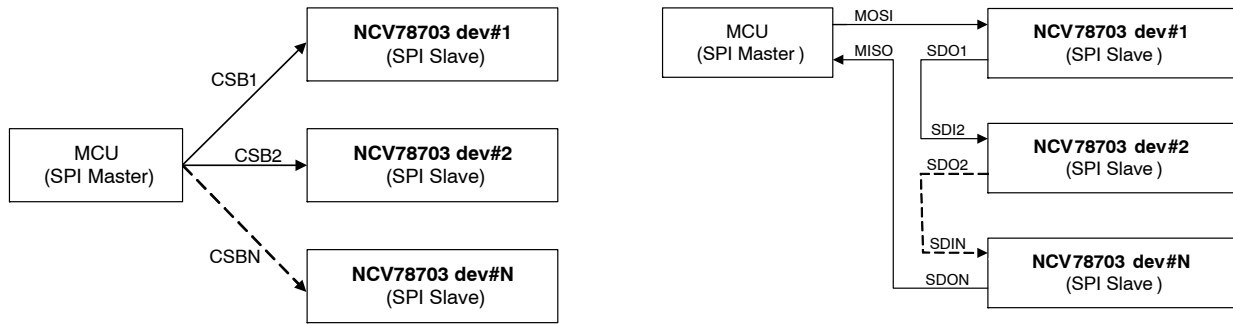 NCV78703 dev#1
(SPI Slave)
CSB1
MCU
(SPI Master)
CSB2
NCV78703 dev#2
(SPI Slave)
CSBN
NCV78703 dev#N
(SPI Slave)
MCU
(SPI Master )
MOSI
MISO
NCV78703 dev#1
(SPI Slave )
SDO1
SDI2
NCV78703 dev#2
(SPI Slave )
SDO2
SDIN
NCV78703 dev#N
(SPI Slave )
SDON